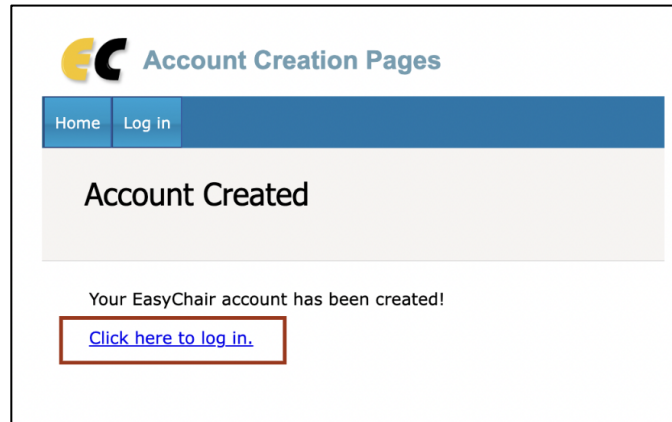 EC Account Creation Pages
Home Log in
Account Created
Your EasyChair account has been created!
Click here to log in.